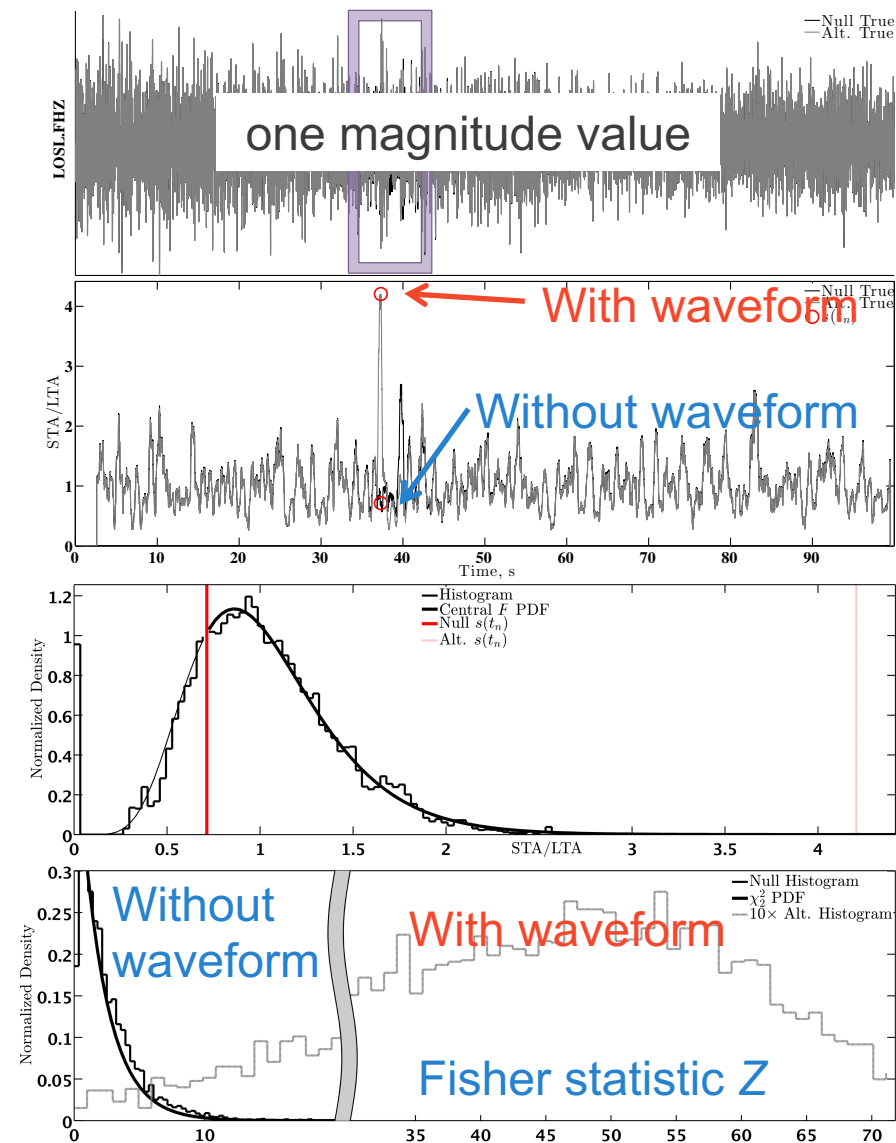 Null True
Alt. True
LOSI.FHZ
one magnitude value
Null True
Alt. True
s(tₙ)
With waveform
Without waveform
STA/LTA
4
3
2
1
0
0 10 20 30 40 50 60 70 80 90
Time, s
Histogram
Central F PDF
Null s(tₙ)
Alt. s(tₙ)
Normalized Density
1.2
1
0.8
0.6
0.4
0.2
0
0.5 1 1.5 2 3 3.5 4
STA/LTA
Null Histogram
χ²₂ PDF
10× Alt. Histogram
Without
waveform
With waveform
Fisher statistic Z
Normalized Density
0.3
0.25
0.2
0.15
0.1
0.05
0
0 10 35 40 45 50 55 60 65 70